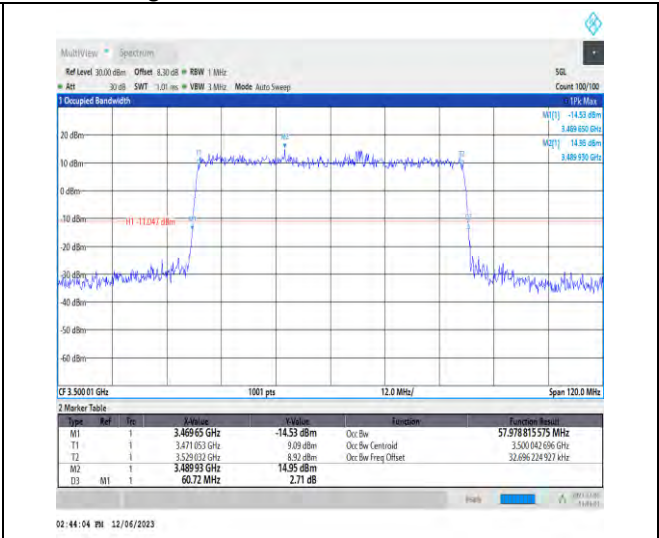 MultiView Spectrum
Ref Level 30.00 dBm Offset 8.30 dB RBW 1 MHz SGL
Att 30 dB SWT 1.01 ms VBW 3 MHz Mode Auto Sweep Count 100/100
1 Occupied Bandwidth 1Pk Max
M1[1] -14.53 dBm
3.469 650 GHz
M2[1] 14.95 dBm
3.489 930 GHz
20 dBm
10 dBm
0 dBm
-10 dBm
H1 -11.047 dBm
-20 dBm
-30 dBm
-40 dBm
-50 dBm
-60 dBm
CF 3.500 01 GHz 1001 pts 12.0 MHz/ Span 120.0 MHz
2 Marker Table
Type Ref Trc X-Value Y-Value Function Function Result
M1 1 3.469 65 GHz -14.53 dBm Occ Bw 57.978 815 575 MHz
T1 1 3.471 053 GHz 9.09 dBm Occ Bw Centroid 3.500 042 696 GHz
T2 1 3.529 032 GHz 8.92 dBm Occ Bw Freq Offset 32.696 224 927 kHz
M2 1 3.489 93 GHz 14.95 dBm
D3 M1 1 60.72 MHz 2.71 dB
02:44:04 PM 12/06/2023